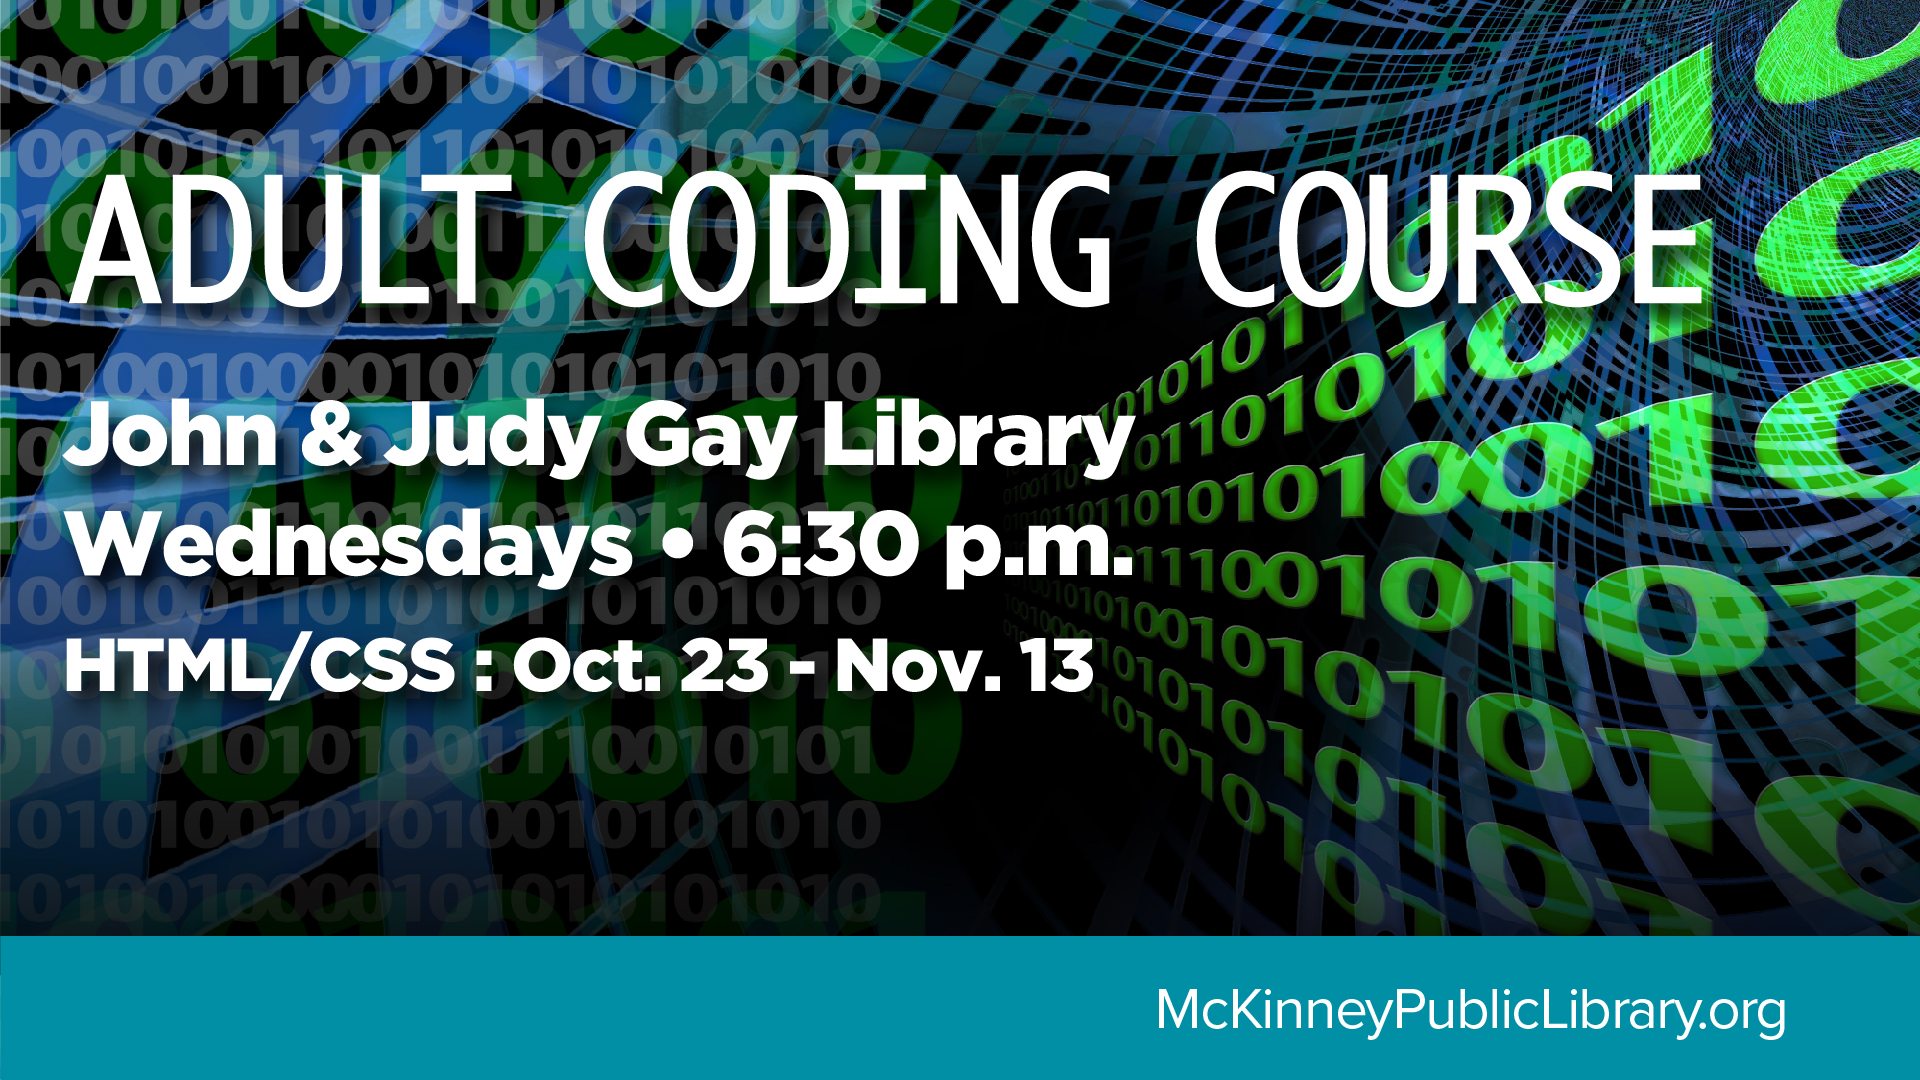 ADULT CODING COURSE
John & Judy Gay Library
Wednesdays • 6:30 p.m.
HTML/CSS : Oct. 23 - Nov. 13
McKinneyPublicLibrary.org